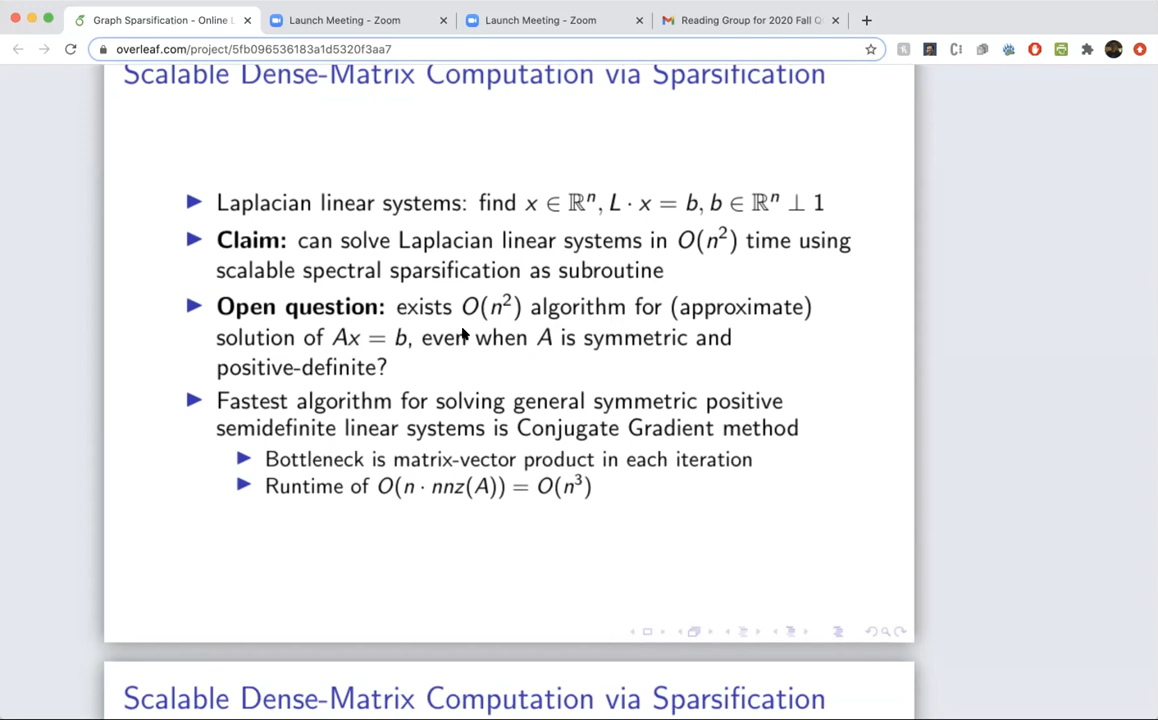 Graph Sparsification - Online L
Launch Meeting - Zoom
Launch Meeting - Zoom
Reading Group for 2020 Fall Q
overleaf.com/project/5fb096536183a1d5320f3aa7
Scalable Dense-Matrix Computation via Sparsification
Laplacian linear systems: find x ∈ ℝⁿ, L · x = b, b ∈ ℝⁿ ⊥ 1
Claim: can solve Laplacian linear systems in O(n²) time using
scalable spectral sparsification as subroutine
Open question: exists O(n²) algorithm for (approximate)
solution of Ax = b, even when A is symmetric and
positive-definite?
Fastest algorithm for solving general symmetric positive
semidefinite linear systems is Conjugate Gradient method
Bottleneck is matrix-vector product in each iteration
Runtime of O(n · nnz(A)) = O(n³)
Scalable Dense-Matrix Computation via Sparsification